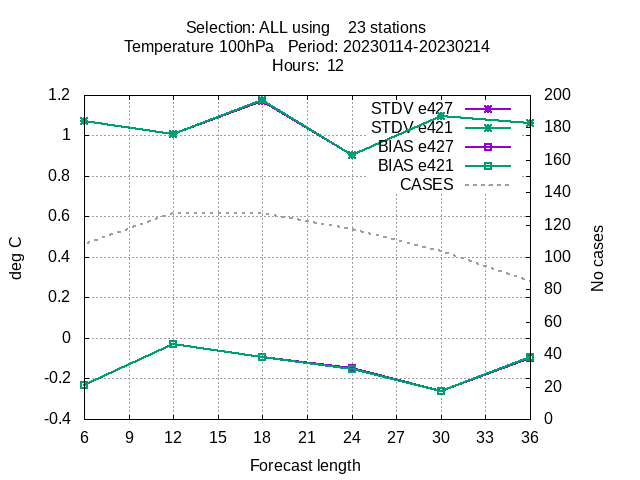 Selection: ALL using    23 stations
Temperature 100hPa   Period: 20230114-20230214
Hours:  12
1.2
1
0.8
0.6
0.4
0.2
0
-0.2
-0.4
deg C
STDV e427
STDV e421
BIAS e427
BIAS e421
CASES
200
180
160
140
120
100
80
60
40
20
0
No cases
6 9 12 15 18 21 24 27 30 33 36
Forecast length